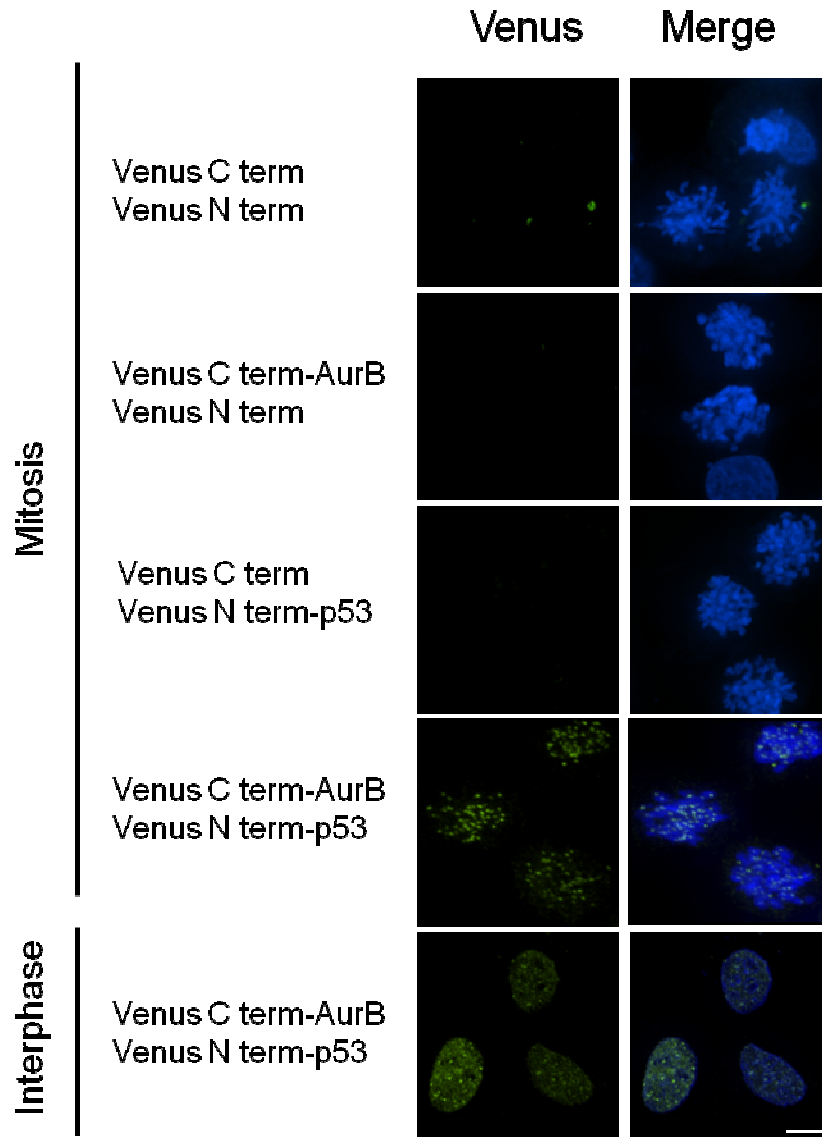 Venus Merge
Mitosis
Venus C term
Venus N term
Venus C term-AurB
Venus N term
Venus C term
Venus N term-p53
Venus C term-AurB
Venus N term-p53
Interphase
Venus C term-AurB
Venus N term-p53